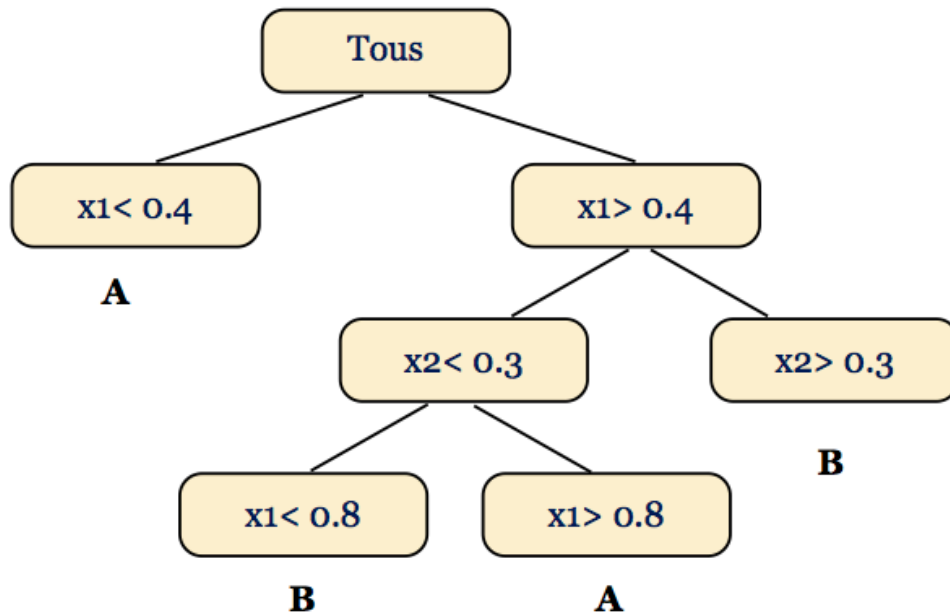 Tous
x1< 0.4
x1> 0.4
A
x2< 0.3
x2> 0.3
B
x1< 0.8
x1> 0.8
B
A